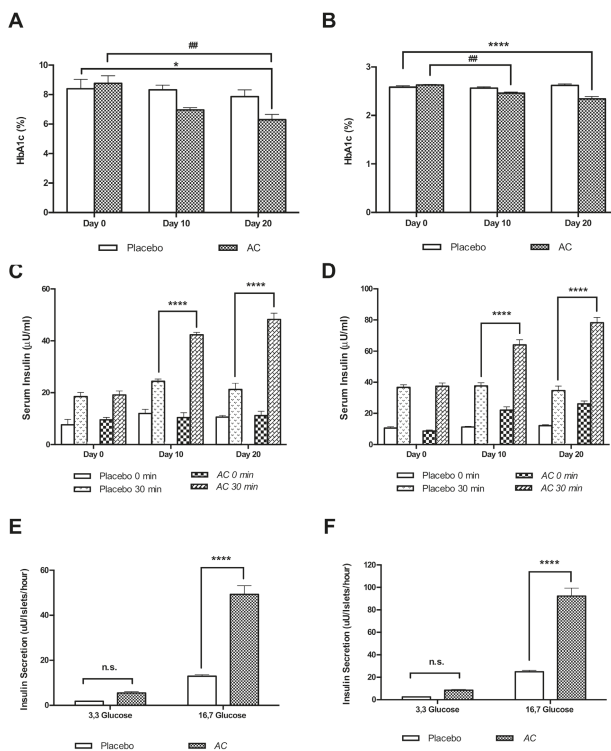 A
##
*
HbA1c (%)
10
8
6
4
2
0
Day 0 Day 10 Day 20
Placebo AC
B
****
##
HbA1c (%)
3
2
1
0
Day 0 Day 10 Day 20
Placebo AC
C
Serum Insulin (µU/ml)
60
40
20
0
****
****
Day 0 Day 10 Day 20
Placebo 0 min AC 0 min
Placebo 30 min AC 30 min
D
Serum Insulin (µU/ml)
100
80
60
40
20
0
****
****
Day 0 Day 10 Day 20
Placebo 0 min AC 0 min
Placebo 30 min AC 30 min
E
Insulin Secretion (uU/Islets/hour)
60
40
20
0
n.s.
****
3,3 Glucose 16,7 Glucose
Placebo AC
F
Insulin Secretion (uU/Islets/hour)
120
100
80
60
40
20
0
n.s.
****
3,3 Glucose 16,7 Glucose
Placebo AC